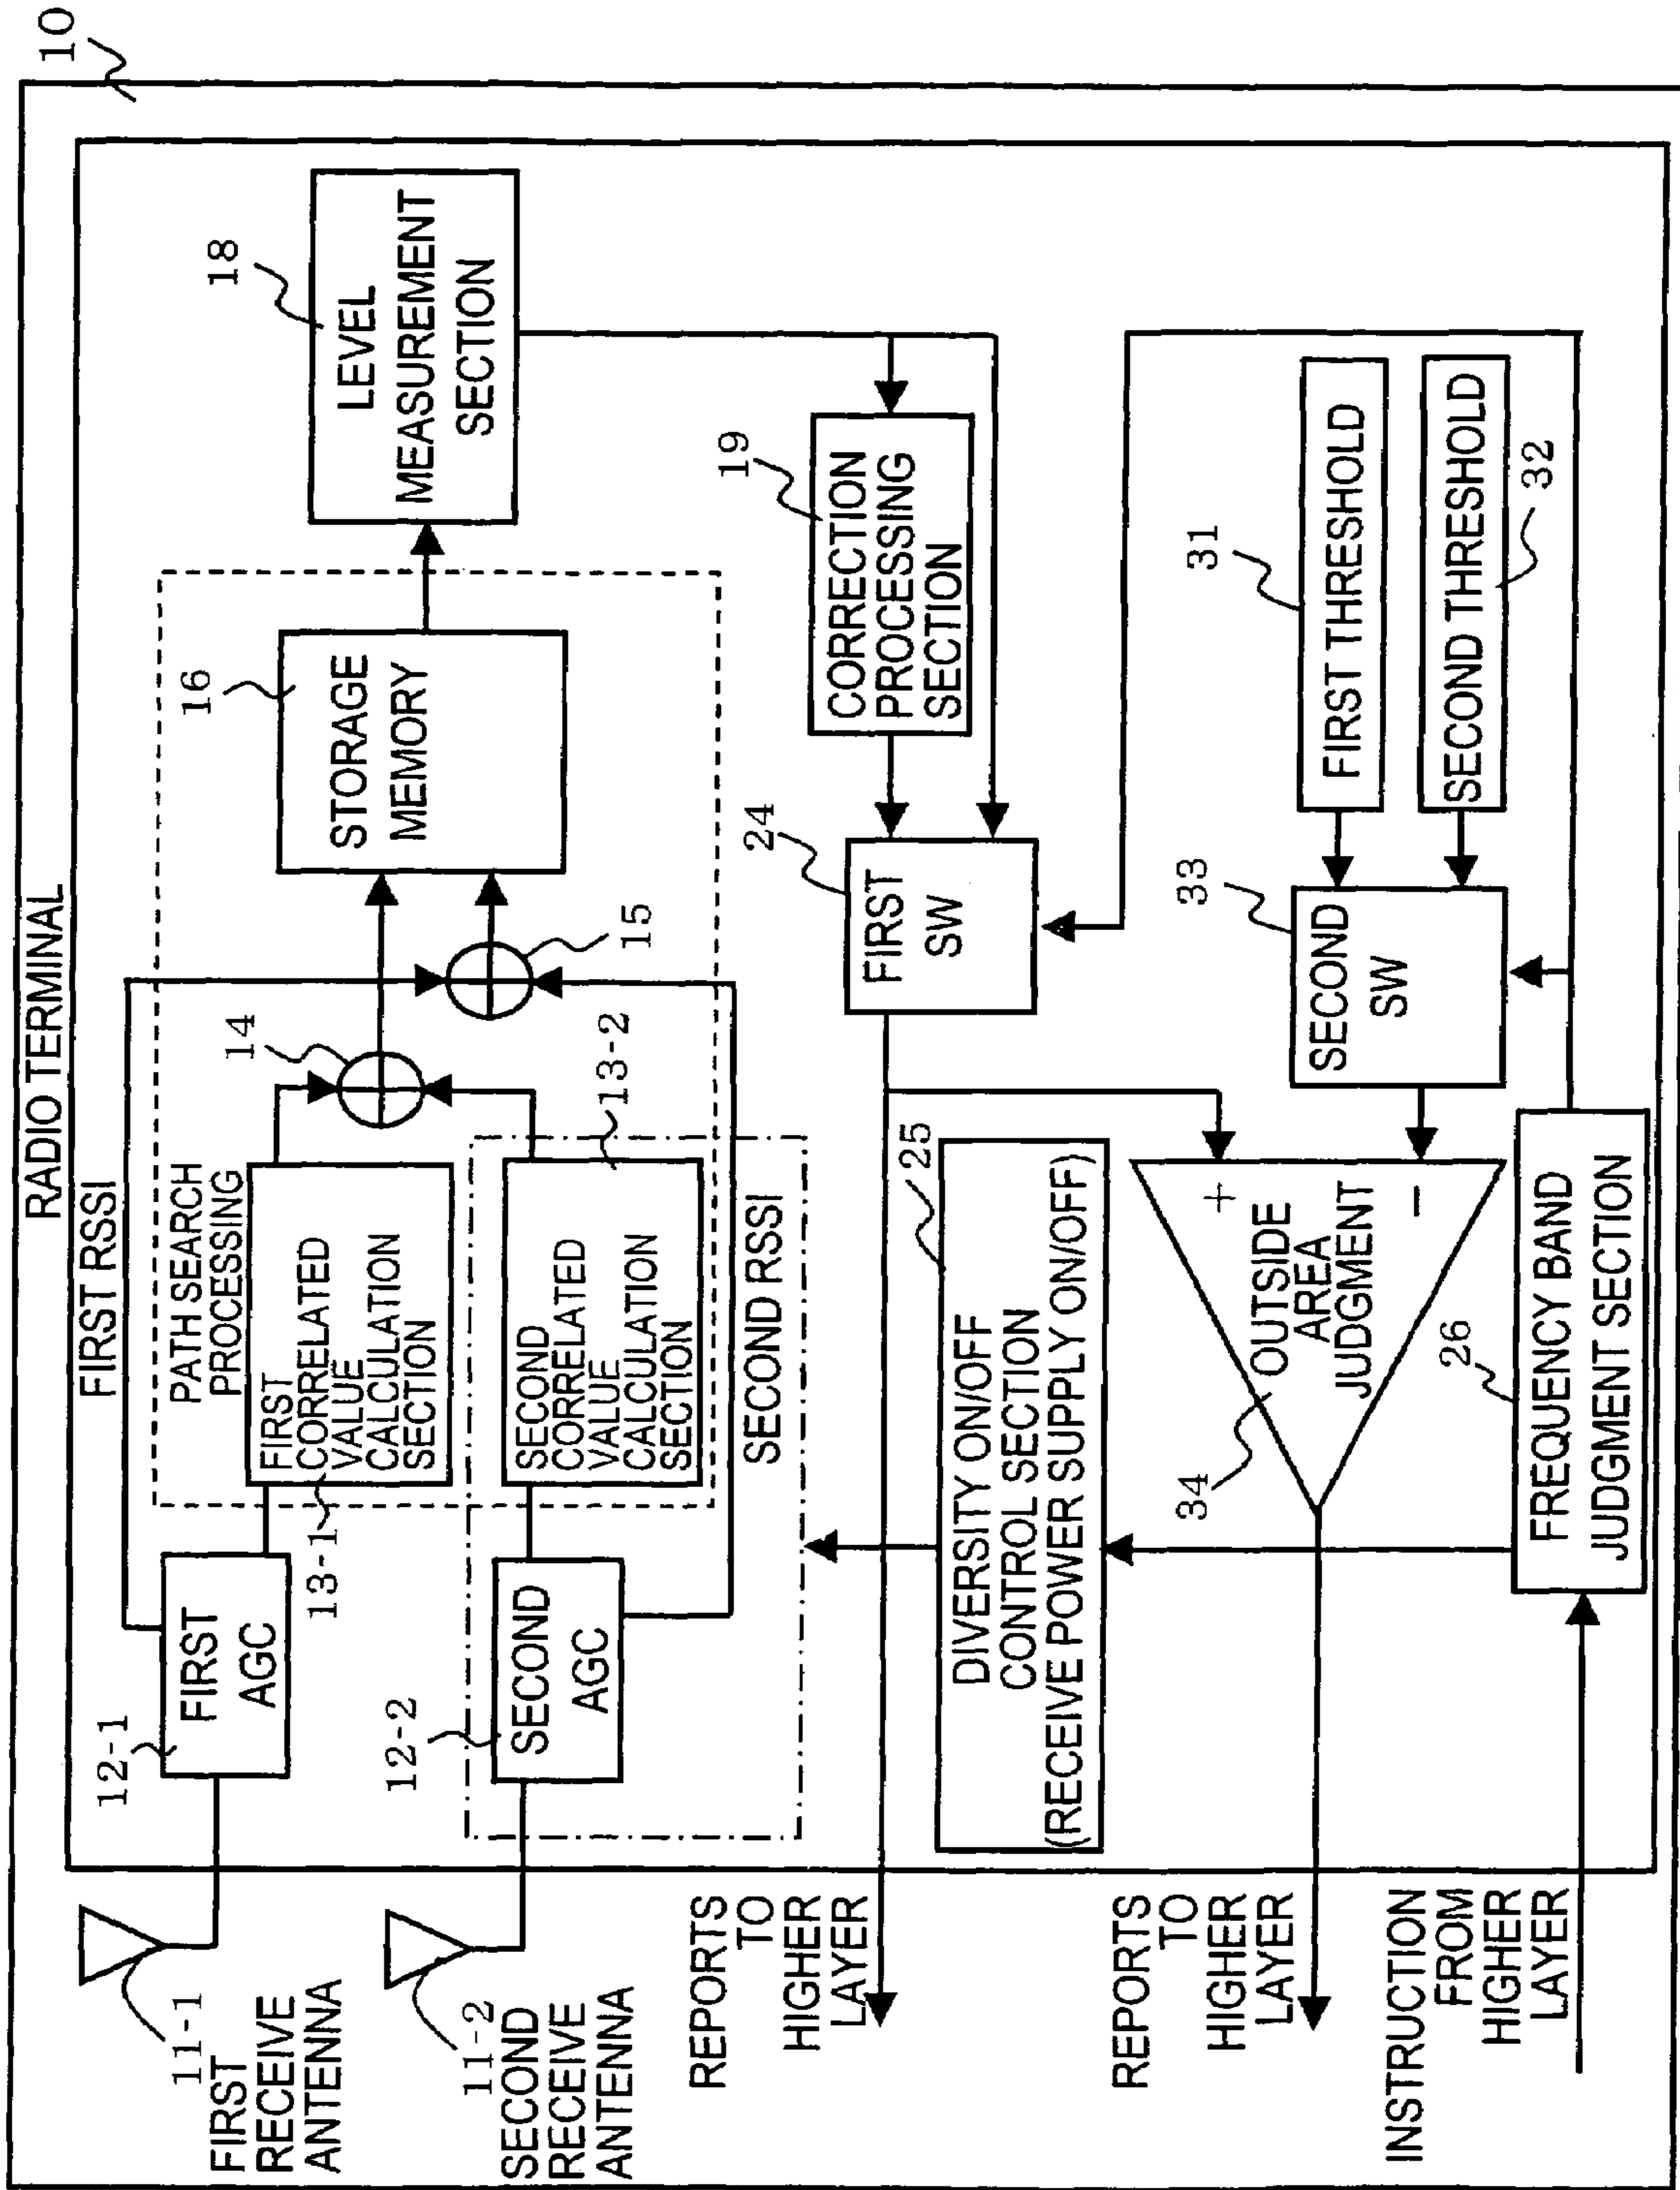 10
RADIO TERMINAL
FIRST RSSI
11-1
FIRST
RECEIVE
ANTENNA
12-1
FIRST
AGC
PATH SEARCH
PROCESSING
13-1
FIRST
CORRELATED
VALUE
CALCULATION
SECTION
14
15
16
STORAGE
MEMORY
18
LEVEL
MEASUREMENT
SECTION
11-2
SECOND
RECEIVE
ANTENNA
12-2
SECOND
AGC
13-2
SECOND
CORRELATED
VALUE
CALCULATION
SECTION
SECOND RSSI
REPORTS
TO
HIGHER
LAYER
24
FIRST
SW
19
CORRECTION
PROCESSING
SECTION
25
DIVERSITY ON/OFF
CONTROL SECTION
(RECEIVE POWER SUPPLY ON/OFF)
REPORTS
TO
HIGHER
LAYER
34
+
OUTSIDE
AREA
JUDGMENT
−
33
SECOND
SW
31
FIRST THRESHOLD
SECOND THRESHOLD
32
INSTRUCTION
FROM
HIGHER
LAYER
26
FREQUENCY BAND
JUDGMENT SECTION